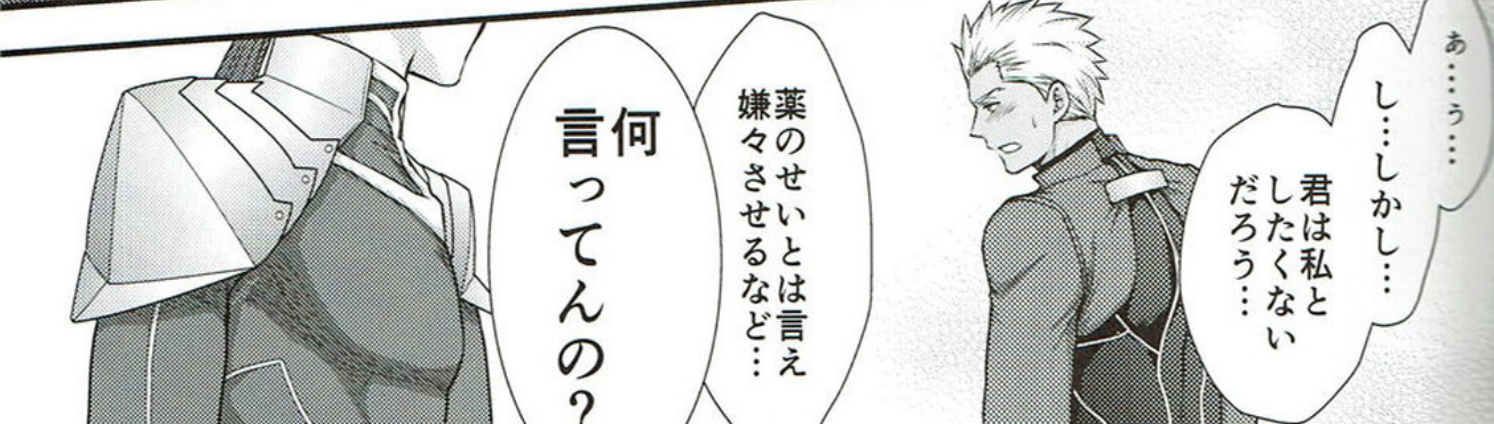 あ……う……
し…しかし…
君は私と
したくない
だろう…
薬のせいとは言え
嫌々させるなど…
何
言ってんの?